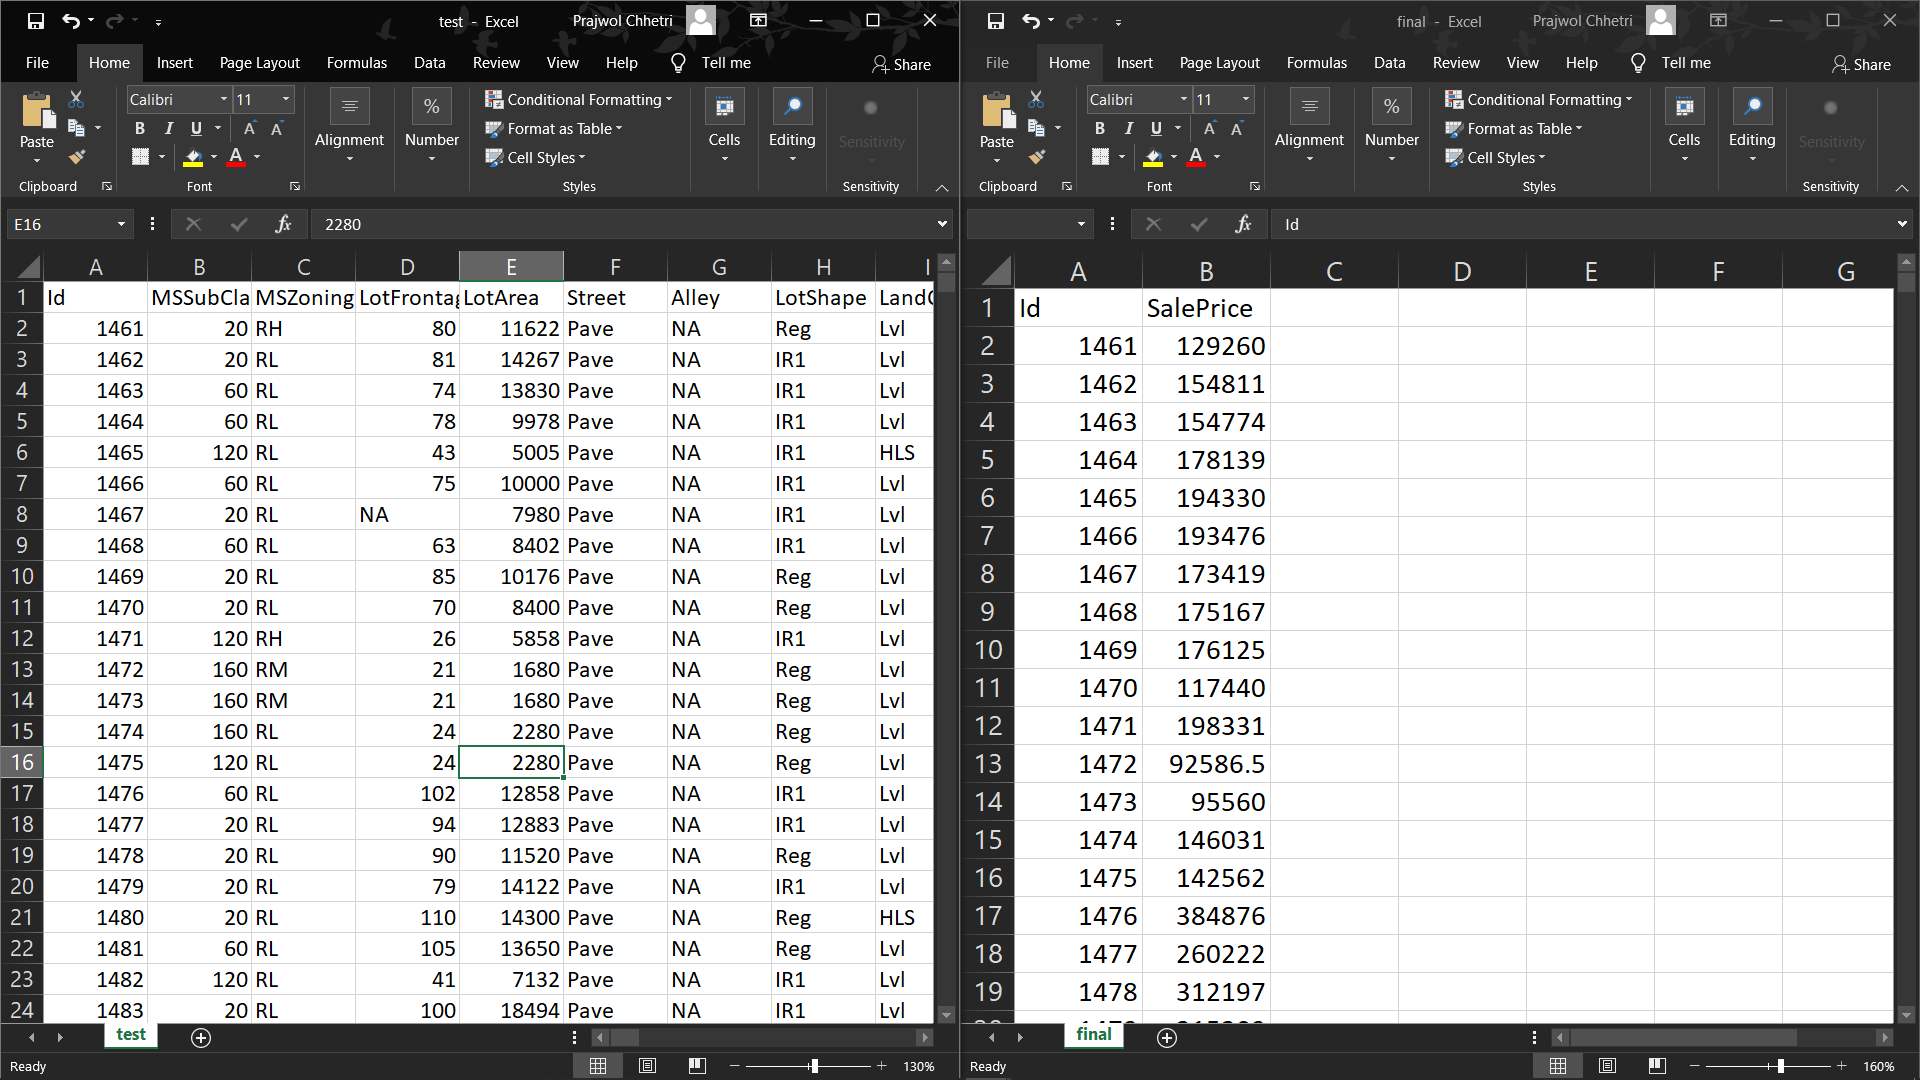 test - Excel
Prajwol Chhetri
File Home Insert Page Layout Formulas Data Review View Help Tell me Share
Paste
Clipboard
Calibri 11
B I U A A
A
Font
Alignment
%
Number
Conditional Formatting
Format as Table
Cell Styles
Styles
Cells
Editing
Sensitivity
Sensitivity
E16 fx 2280
A B C D E F G H I
1 Id MSSubCla MSZoning LotFrontag LotArea Street Alley LotShape Land
2 1461 20 RH 80 11622 Pave NA Reg Lvl
3 1462 20 RL 81 14267 Pave NA IR1 Lvl
4 1463 60 RL 74 13830 Pave NA IR1 Lvl
5 1464 60 RL 78 9978 Pave NA IR1 Lvl
6 1465 120 RL 43 5005 Pave NA IR1 HLS
7 1466 60 RL 75 10000 Pave NA IR1 Lvl
8 1467 20 RL NA 7980 Pave NA IR1 Lvl
9 1468 60 RL 63 8402 Pave NA IR1 Lvl
10 1469 20 RL 85 10176 Pave NA Reg Lvl
11 1470 20 RL 70 8400 Pave NA Reg Lvl
12 1471 120 RH 26 5858 Pave NA IR1 Lvl
13 1472 160 RM 21 1680 Pave NA Reg Lvl
14 1473 160 RM 21 1680 Pave NA Reg Lvl
15 1474 160 RL 24 2280 Pave NA Reg Lvl
16 1475 120 RL 24 2280 Pave NA Reg Lvl
17 1476 60 RL 102 12858 Pave NA IR1 Lvl
18 1477 20 RL 94 12883 Pave NA IR1 Lvl
19 1478 20 RL 90 11520 Pave NA Reg Lvl
20 1479 20 RL 79 14122 Pave NA IR1 Lvl
21 1480 20 RL 110 14300 Pave NA Reg HLS
22 1481 60 RL 105 13650 Pave NA Reg Lvl
23 1482 120 RL 41 7132 Pave NA IR1 Lvl
24 1483 20 RL 100 18494 Pave NA IR1 Lvl
test
Ready 130%
final - Excel
Prajwol Chhetri
File Home Insert Page Layout Formulas Data Review View Help Tell me Share
Paste
Clipboard
Calibri 11
B I U A A
A
Font
Alignment
%
Number
Conditional Formatting
Format as Table
Cell Styles
Styles
Cells
Editing
Sensitivity
Sensitivity
fx Id
A B C D E F G
1 Id SalePrice
2 1461 129260
3 1462 154811
4 1463 154774
5 1464 178139
6 1465 194330
7 1466 193476
8 1467 173419
9 1468 175167
10 1469 176125
11 1470 117440
12 1471 198331
13 1472 92586.5
14 1473 95560
15 1474 146031
16 1475 142562
17 1476 384876
18 1477 260222
19 1478 312197
final
Ready 160%